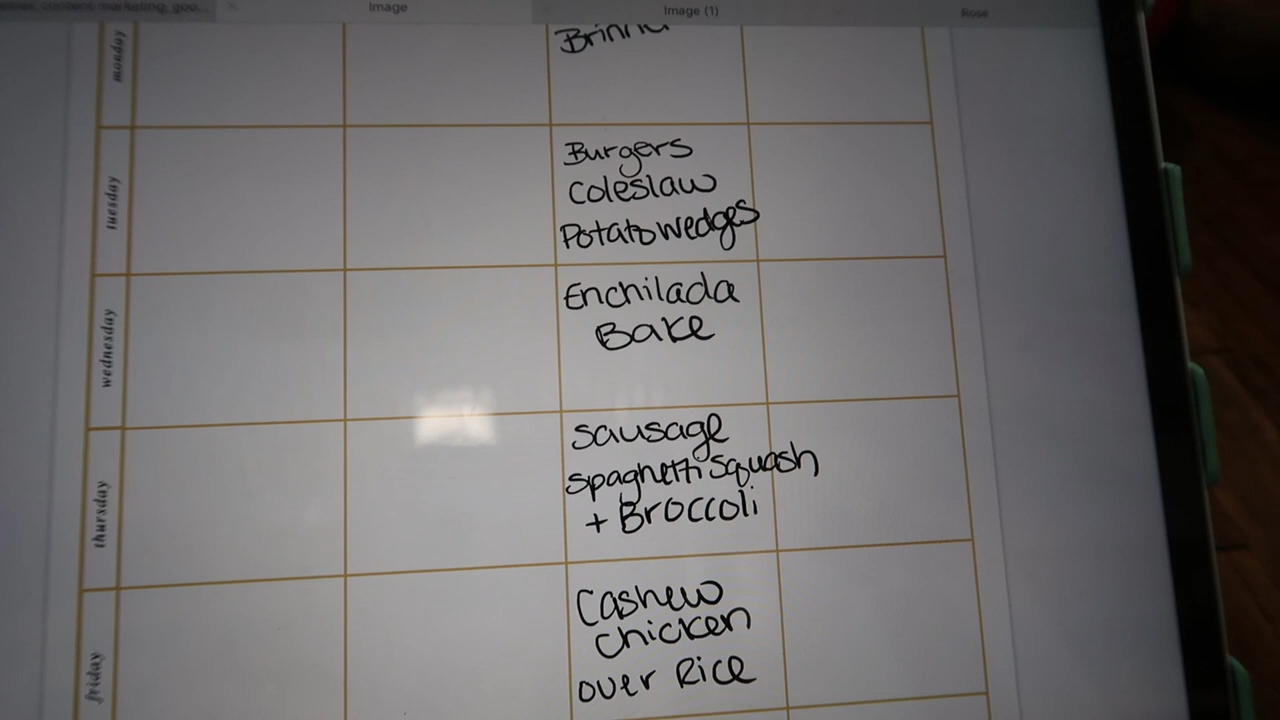 Image
Image (1)
Rose
monday
tuesday
Burgers
Coleslaw
Potato wedges
wednesday
Enchilada
Bake
thursday
Sausage
Spaghetti Squash
+ Broccoli
friday
Cashew
Chicken
over Rice